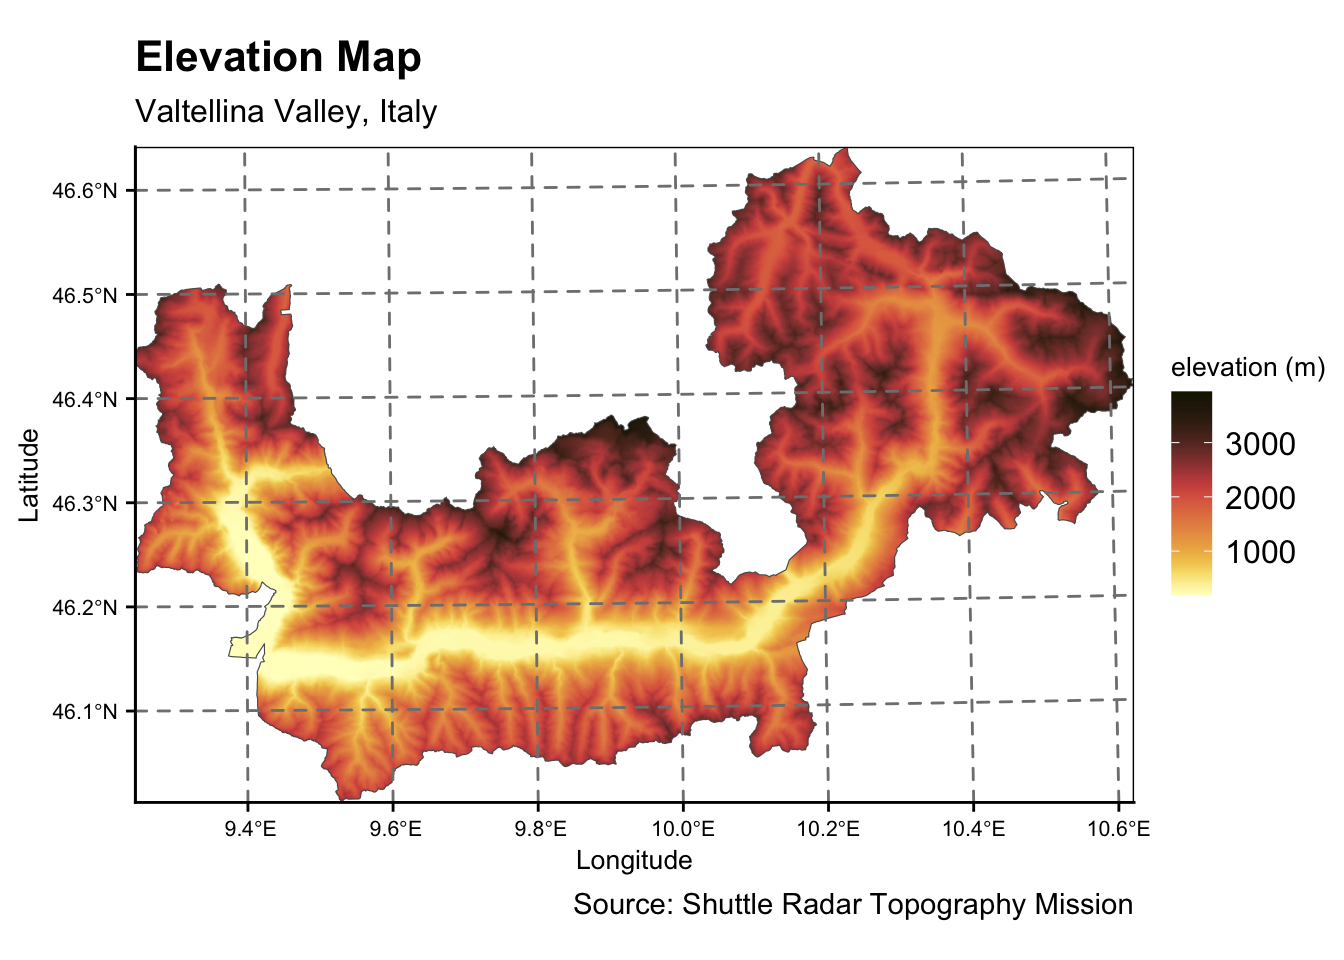 Elevation Map
Valtellina Valley, Italy
46.6°N
46.5°N
46.4°N
46.3°N
46.2°N
46.1°N
Latitude
9.4°E
9.6°E
9.8°E
10.0°E
10.2°E
10.4°E
10.6°E
Longitude
elevation (m)
3000
2000
1000
Source: Shuttle Radar Topography Mission